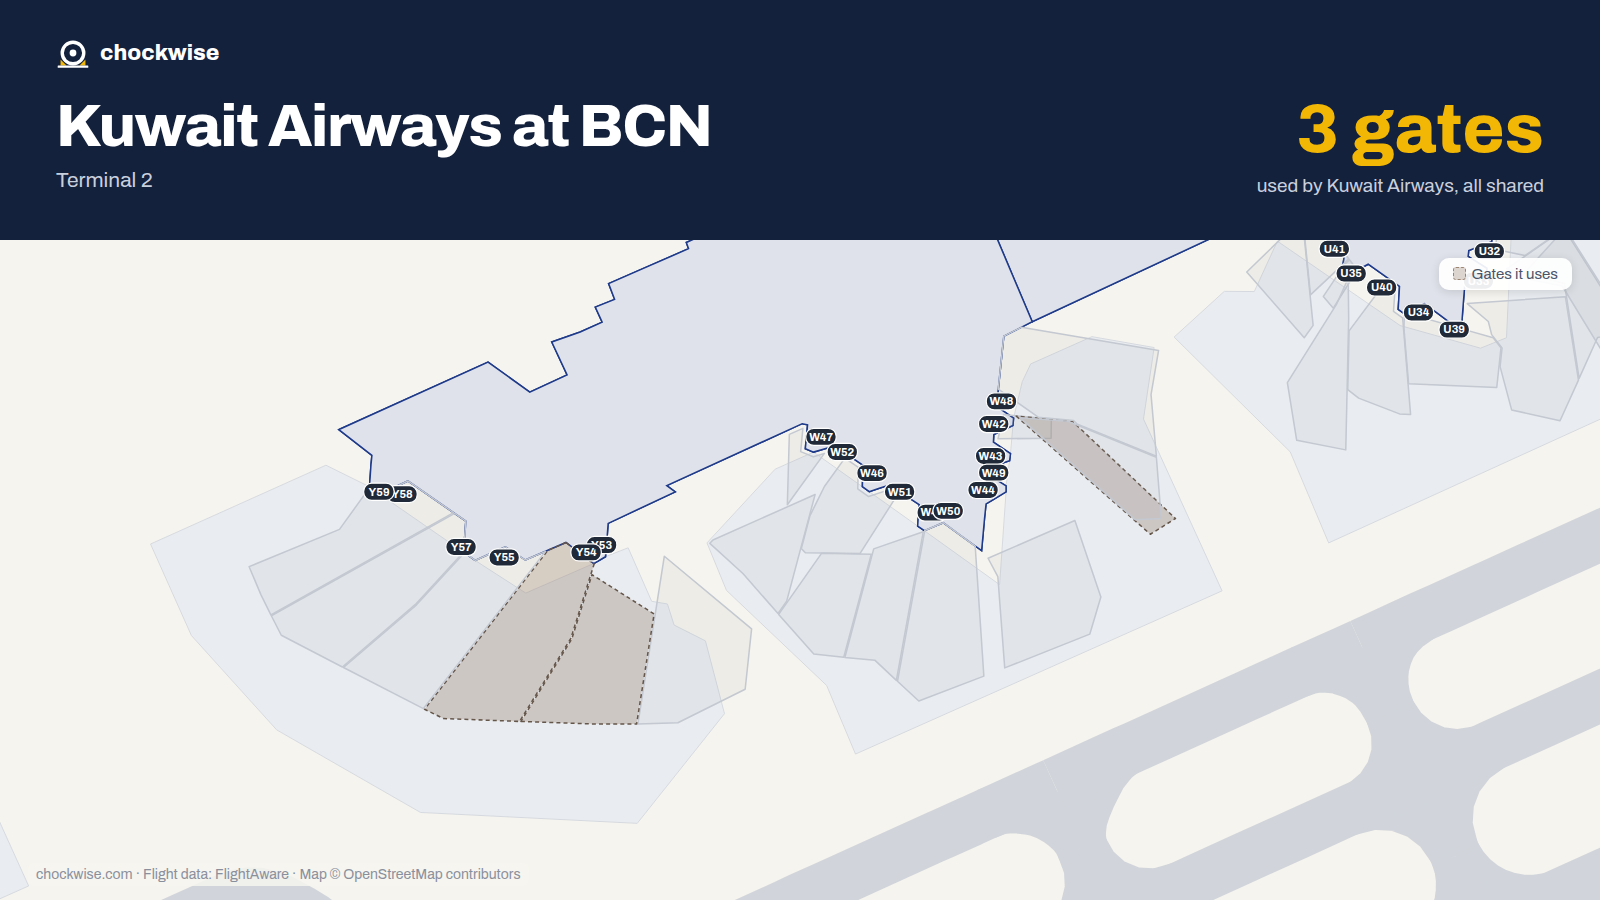 chockwise
Kuwait Airways at BCN
Terminal 2
3 gates
used by Kuwait Airways, all shared
U41
U32
Gates it uses
U35
U40
U34
U39
W48
W42
W47
W52
W43
W46
W49
W44
W51
W50
Y59
Y58
Y57
Y55
Y54
Y53
chockwise.com · Flight data: FlightAware · Map © OpenStreetMap contributors